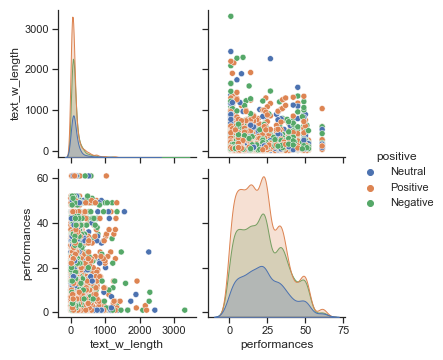 text_w_length
3000
2000
1000
0
performances
60
40
20
0
0
1000
2000
3000
text_w_length
0
25
50
75
performances
positive
Neutral
Positive
Negative